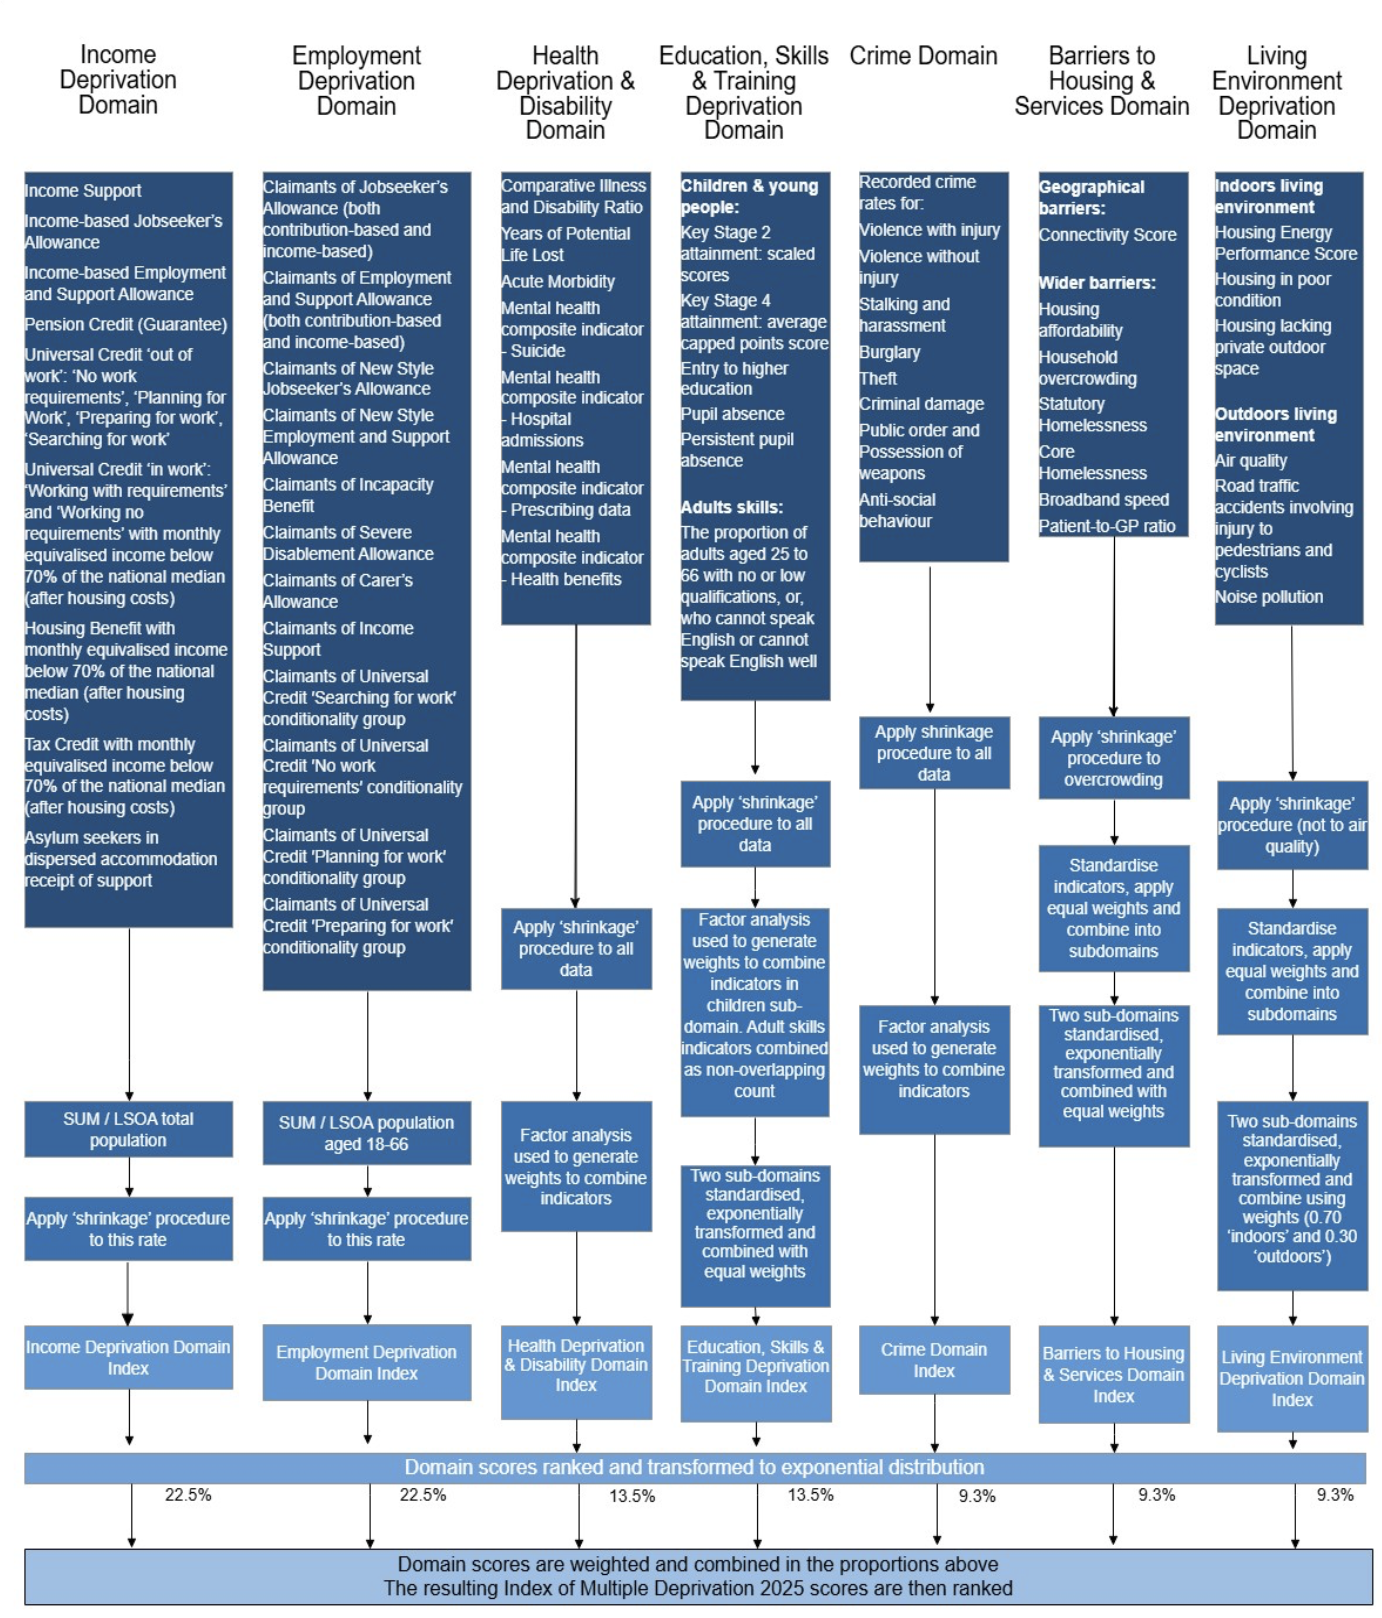 Income
Deprivation
Domain
Employment
Deprivation
Domain
Health
Deprivation &
Disability
Domain
Education, Skills
& Training
Deprivation
Domain
Crime Domain
Barriers to
Housing &
Services Domain
Living
Environment
Deprivation
Domain
Income Support
Income-based Jobseeker's
Allowance
Income-based Employment
and Support Allowance
Pension Credit (Guarantee)
Universal Credit ‘out of
work’: ‘No work
requirements’, ‘Planning for
Work’, ‘Preparing for work’,
‘Searching for work’
Universal Credit ‘in work’:
‘Working with requirements’
and ‘Working no
requirements’ with monthly
equivalised income below
70% of the national median
(after housing costs)
Housing Benefit with
monthly equivalised income
below 70% of the national
median (after housing
costs)
Tax Credit with monthly
equivalised income below
70% of the national median
(after housing costs)
Asylum seekers in
dispersed accommodation
receipt of support
SUM / LSOA total
population
Apply ‘shrinkage’ procedure
to this rate
Income Deprivation Domain
Index
Claimants of Jobseeker’s
Allowance (both
contribution-based and
income-based)
Claimants of Employment
and Support Allowance
(both contribution-based
and income-based)
Claimants of New Style
Jobseeker’s Allowance
Claimants of New Style
Employment and Support
Allowance
Claimants of Incapacity
Benefit
Claimants of Severe
Disablement Allowance
Claimants of Carer’s
Allowance
Claimants of Income
Support
Claimants of Universal
Credit 'Searching for work'
conditionality group
Claimants of Universal
Credit 'No work
requirements' conditionality
group
Claimants of Universal
Credit 'Planning for work'
conditionality group
Claimants of Universal
Credit 'Preparing for work'
conditionality group
SUM / LSOA population
aged 18-66
Apply ‘shrinkage’ procedure
to this rate
Employment Deprivation
Domain Index
Comparative Illness
and Disability Ratio
Years of Potential
Life Lost
Acute Morbidity
Mental health
composite indicator
- Suicide
Mental health
composite indicator
- Hospital
admissions
Mental health
composite indicator
- Prescribing data
Mental health
composite indicator
- Health benefits
Apply ‘shrinkage’
procedure to all
data
Factor analysis
used to generate
weights to combine
indicators
Health Deprivation
& Disability Domain
Index
Children & young
people:
Key Stage 2
attainment: scaled
scores
Key Stage 4
attainment: average
capped points score
Entry to higher
education
Pupil absence
Persistent pupil
absence
Adults skills:
The proportion of
adults aged 25 to
66 with no or low
qualifications, or,
who cannot speak
English or cannot
speak English well
Apply ‘shrinkage’
procedure to all
data
Factor analysis
used to generate
weights to combine
indicators in
children sub-
domain. Adult skills
indicators combined
as non-overlapping
count
Two sub-domains
standardised,
exponentially
transformed and
combined with
equal weights
Education, Skills &
Training Deprivation
Domain Index
Recorded crime
rates for:
Violence with injury
Violence without
injury
Stalking and
harassment
Burglary
Theft
Criminal damage
Public order and
Possession of
weapons
Anti-social
behaviour
Apply shrinkage
procedure to all
data
Factor analysis
used to generate
weights to combine
indicators
Crime Domain
Index
Geographical
barriers:
Connectivity Score
Wider barriers:
Housing
affordability
Household
overcrowding
Statutory
Homelessness
Core
Homelessness
Broadband speed
Patient-to-GP ratio
Apply ‘shrinkage’
procedure to
overcrowding
Standardise
indicators, apply
equal weights and
combine into
subdomains
Two sub-domains
standardised,
exponentially
transformed and
combined with
equal weights
Barriers to Housing
& Services Domain
Index
Indoors living
environment
Housing Energy
Performance Score
Housing in poor
condition
Housing lacking
private outdoor
space
Outdoors living
environment
Air quality
Road traffic
accidents involving
injury to
pedestrians and
cyclists
Noise pollution
Apply ‘shrinkage’
procedure (not to air
quality)
Standardise
indicators, apply
equal weights and
combine into
subdomains
Two sub-domains
standardised,
exponentially
transformed and
combine using
weights (0.70
‘indoors’ and 0.30
‘outdoors’)
Living Environment
Deprivation Domain
Index
Domain scores ranked and transformed to exponential distribution
22.5%
22.5%
13.5%
13.5%
9.3%
9.3%
9.3%
Domain scores are weighted and combined in the proportions above
The resulting Index of Multiple Deprivation 2025 scores are then ranked